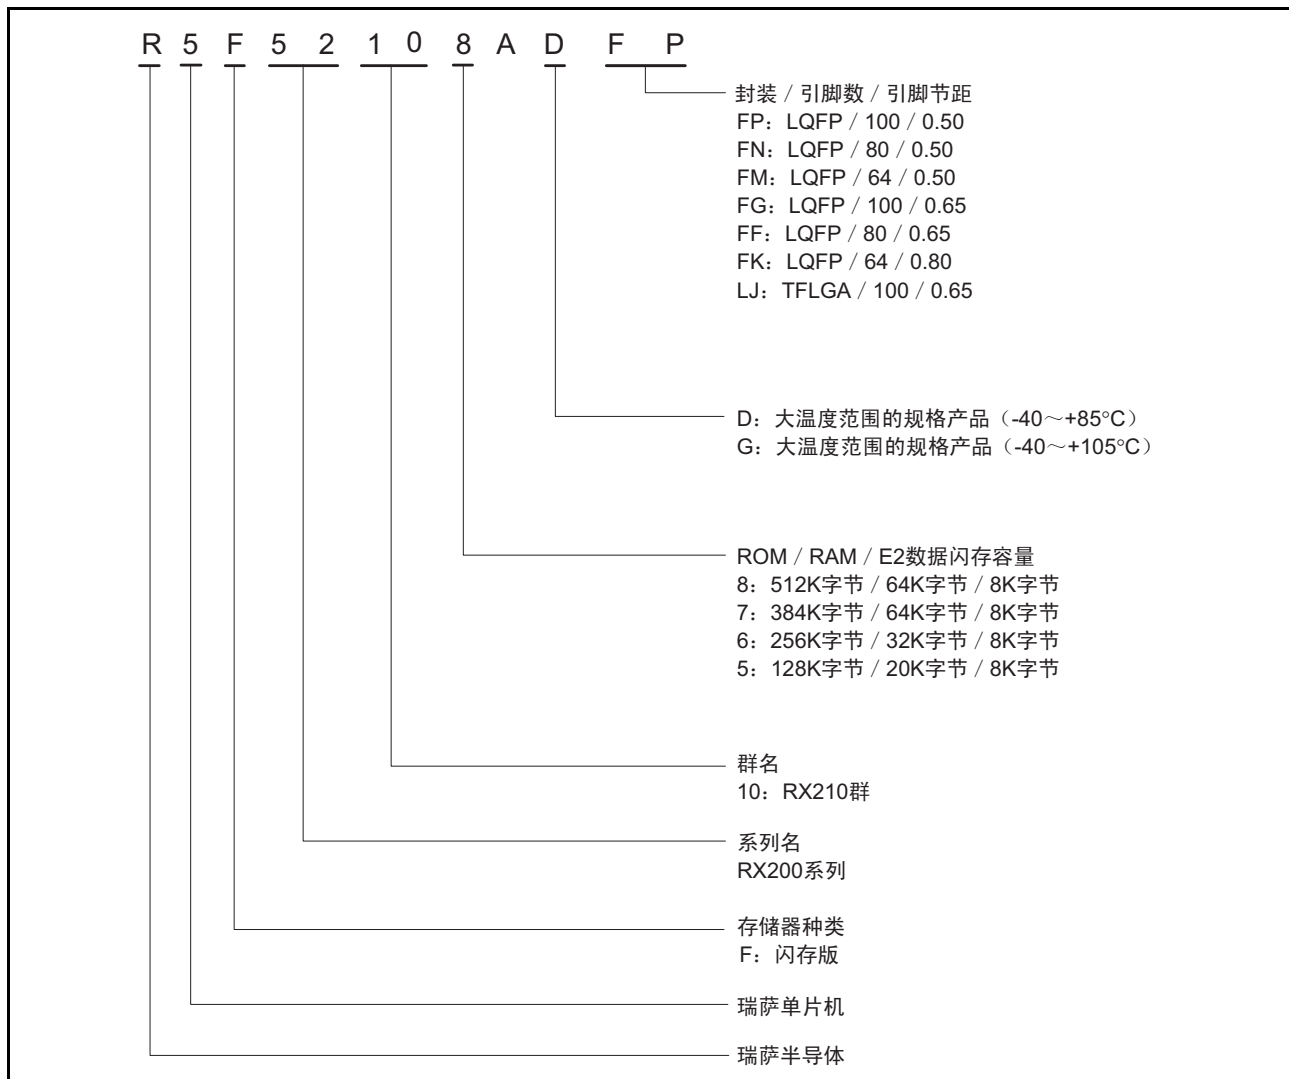 R 5 F 5 2 1 0 8 A D F P
封装 / 引脚数 / 引脚节距
FP：LQFP / 100 / 0.50
FN：LQFP / 80 / 0.50
FM：LQFP / 64 / 0.50
FG：LQFP / 100 / 0.65
FF：LQFP / 80 / 0.65
FK：LQFP / 64 / 0.80
LJ：TFLGA / 100 / 0.65
D：大温度范围的规格产品（-40～+85°C）
G：大温度范围的规格产品（-40～+105°C）
ROM / RAM / E2数据闪存容量
8：512K字节 / 64K字节 / 8K字节
7：384K字节 / 64K字节 / 8K字节
6：256K字节 / 32K字节 / 8K字节
5：128K字节 / 20K字节 / 8K字节
群名
10：RX210群
系列名
RX200系列
存储器种类
F：闪存版
瑞萨单片机
瑞萨半导体